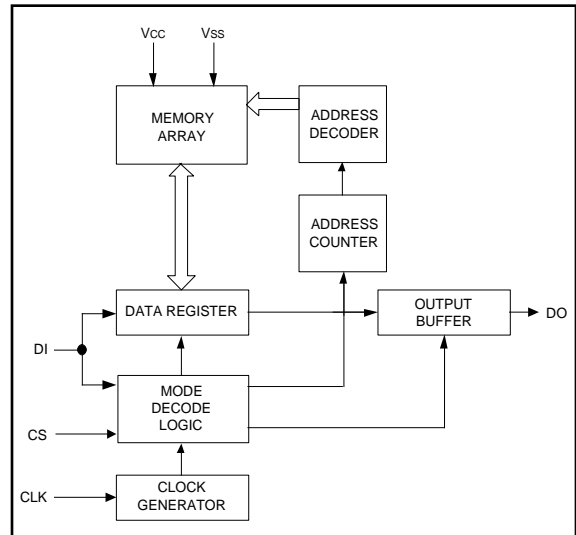 Vcc Vss
MEMORY
ARRAY
ADDRESS
DECODER
ADDRESS
COUNTER
DATA REGISTER
OUTPUT
BUFFER
DO
DI
MODE
DECODE
LOGIC
CS
CLK
CLOCK
GENERATOR